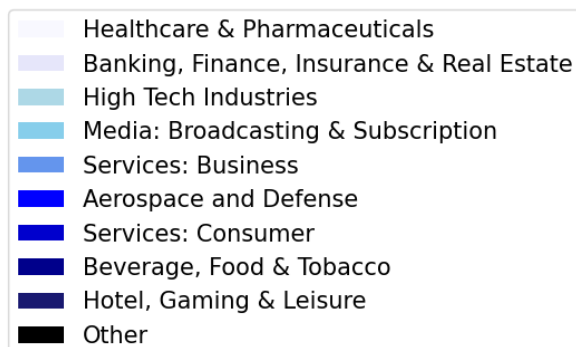 Healthcare & Pharmaceuticals
Banking, Finance, Insurance & Real Estate
High Tech Industries
Media: Broadcasting & Subscription
Services: Business
Aerospace and Defense
Services: Consumer
Beverage, Food & Tobacco
Hotel, Gaming & Leisure
Other